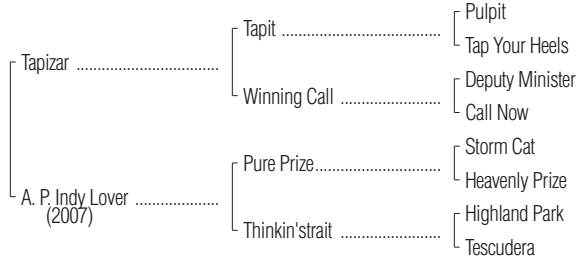 Pulpit
Tapit ........................................
Tap Your Heels
Tapizar ....................................
Deputy Minister
Winning Call .........................
Call Now
Storm Cat
Pure Prize................................
Heavenly Prize
A. P. Indy Lover .....................
(2007)
Highland Park
Thinkin'strait .........................
Tescudera